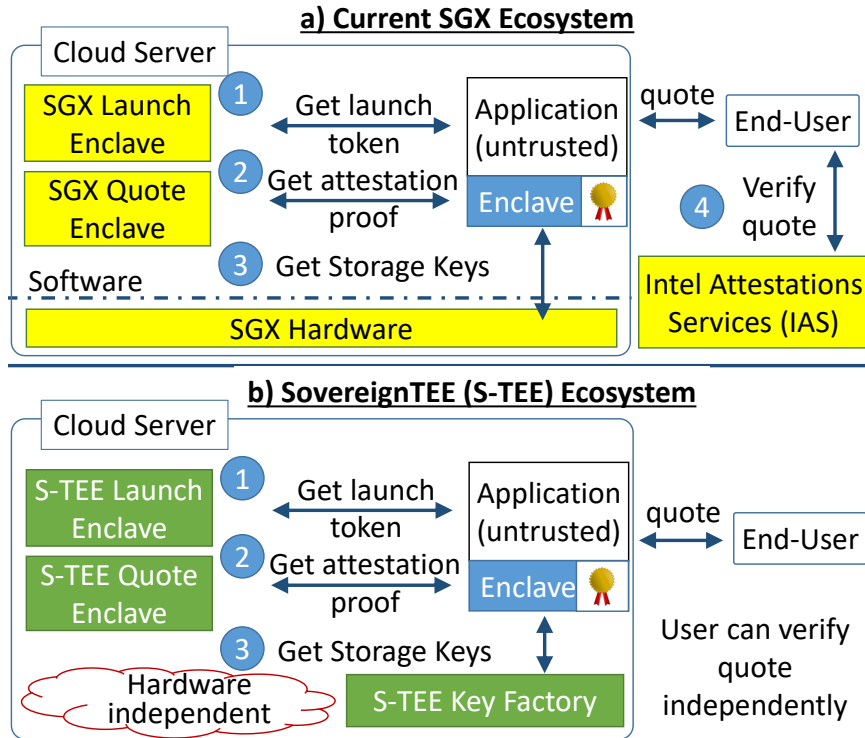 a) Current SGX Ecosystem
Cloud Server
SGX Launch
Enclave
1
Get launch
token
Application
(untrusted)
quote
End-User
SGX Quote
Enclave
2
Get attestation
proof
Enclave
4
Verify
quote
3
Get Storage Keys
Software
SGX Hardware
Intel Attestations
Services (IAS)
b) SovereignTEE (S-TEE) Ecosystem
Cloud Server
S-TEE Launch
Enclave
1
Get launch
token
Application
(untrusted)
quote
End-User
S-TEE Quote
Enclave
2
Get attestation
proof
Enclave
3
Get Storage Keys
Hardware
independent
S-TEE Key Factory
User can verify
quote
independently